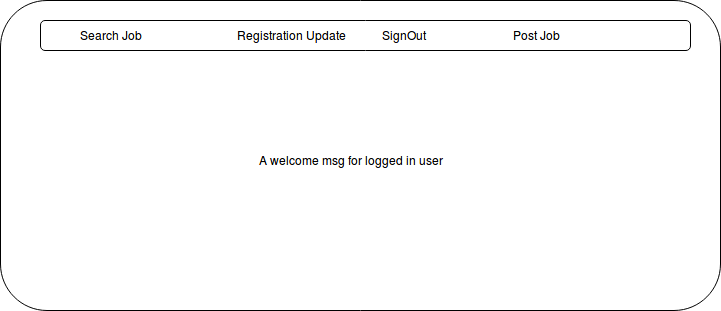 Search Job Registration Update SignOut Post Job
A welcome msg for logged in user